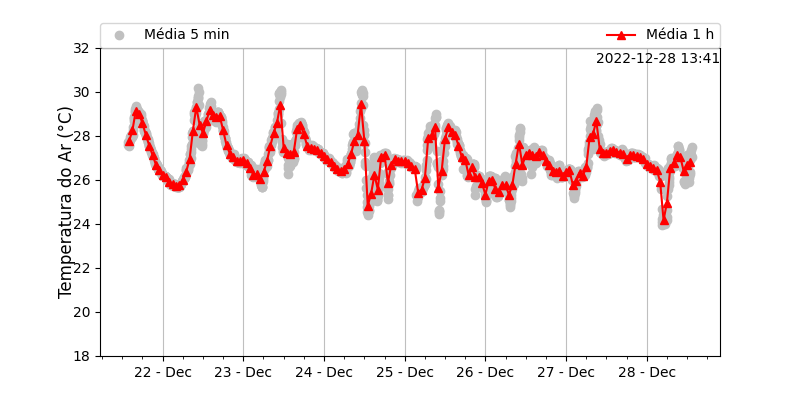 Média 5 min
Média 1 h
2022-12-28 13:41
Temperatura do Ar (°C)
32
30
28
26
24
22
20
18
22 - Dec
23 - Dec
24 - Dec
25 - Dec
26 - Dec
27 - Dec
28 - Dec